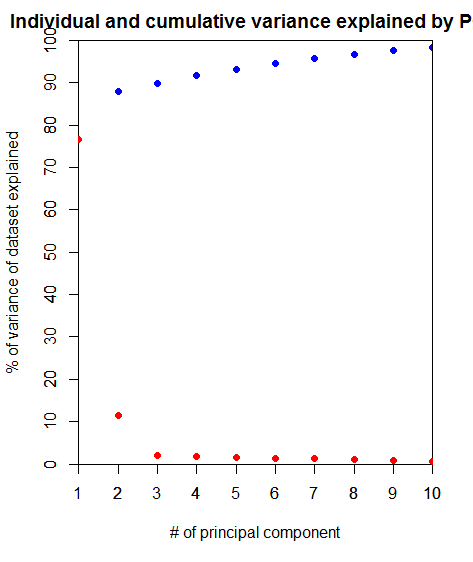 Individual and cumulative variance explained by P
% of variance of dataset explained
100
90
80
70
60
50
40
30
20
10
0
1 2 3 4 5 6 7 8 9 10
# of principal component